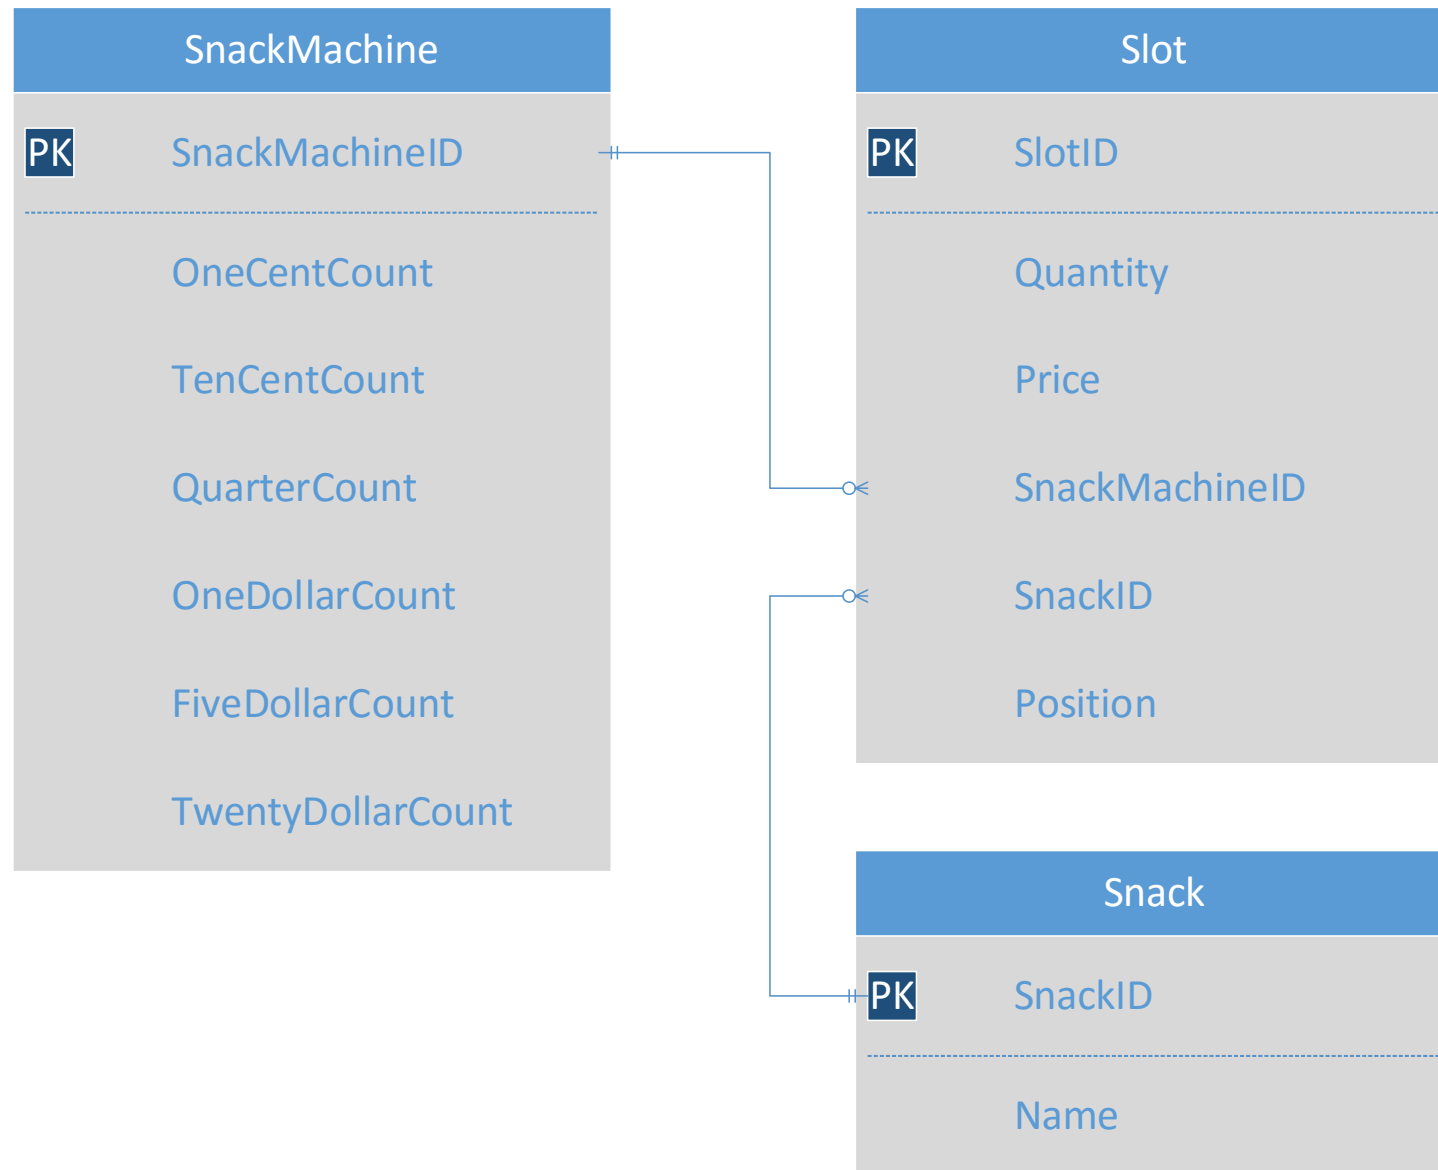 SnackMachine
PK SnackMachineID
OneCentCount
TenCentCount
QuarterCount
OneDollarCount
FiveDollarCount
TwentyDollarCount
Slot
PK SlotID
Quantity
Price
SnackMachineID
SnackID
Position
Snack
PK SnackID
Name